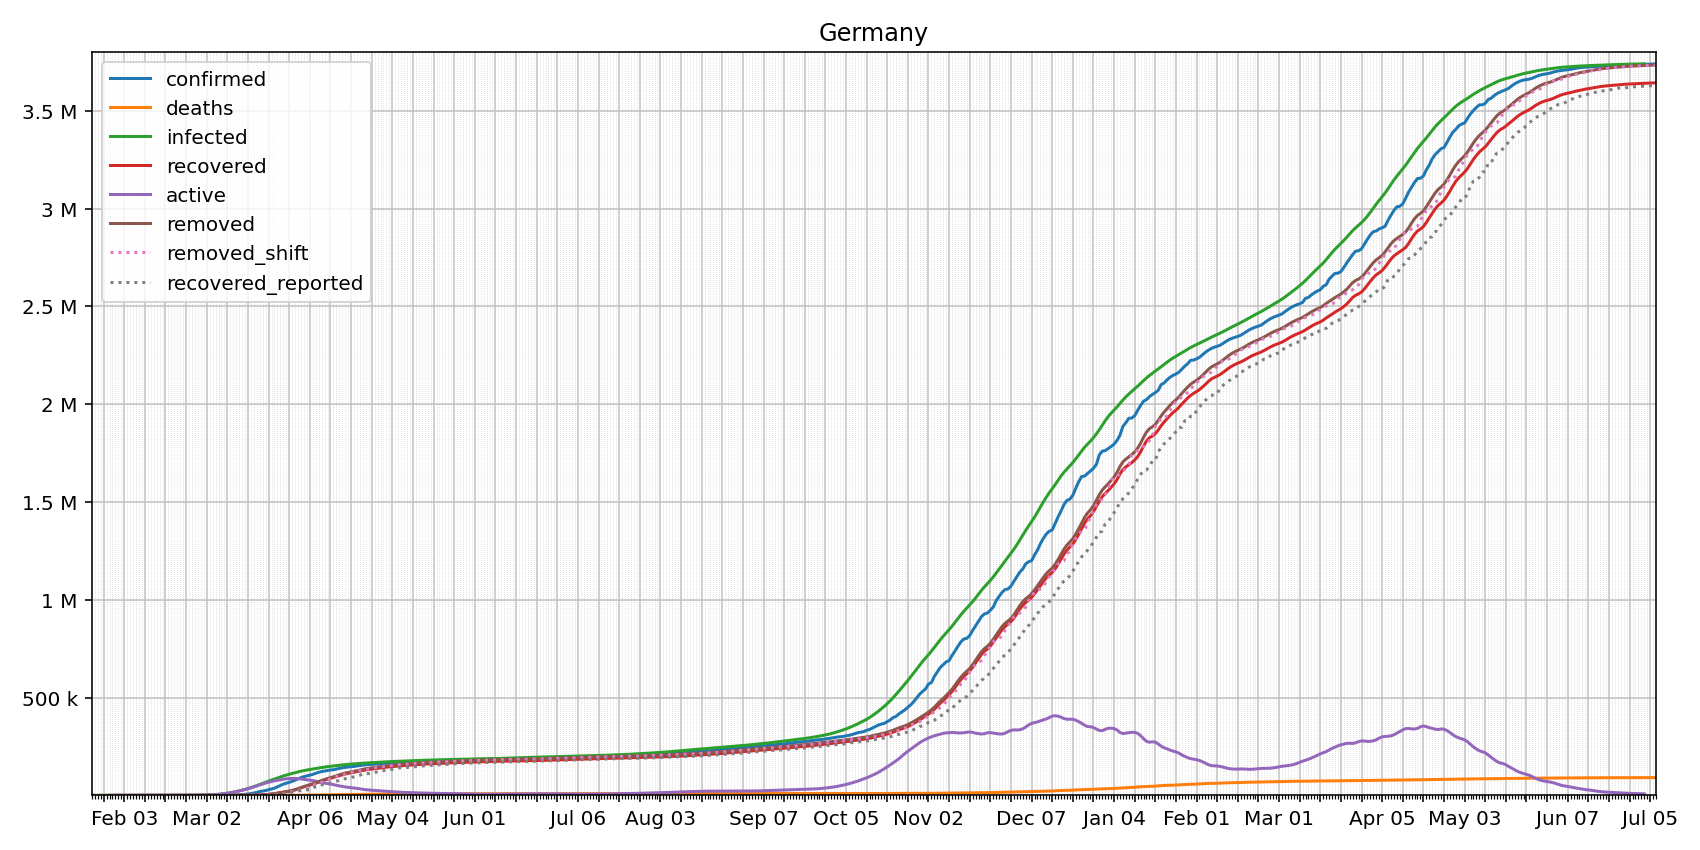 Germany
confirmed
deaths
infected
recovered
active
removed
removed_shift
recovered_reported
3.5 M
3 M
2.5 M
2 M
1.5 M
1 M
500 k
Feb 03 Mar 02 Apr 06 May 04 Jun 01 Jul 06 Aug 03 Sep 07 Oct 05 Nov 02 Dec 07 Jan 04 Feb 01 Mar 01 Apr 05 May 03 Jun 07 Jul 05